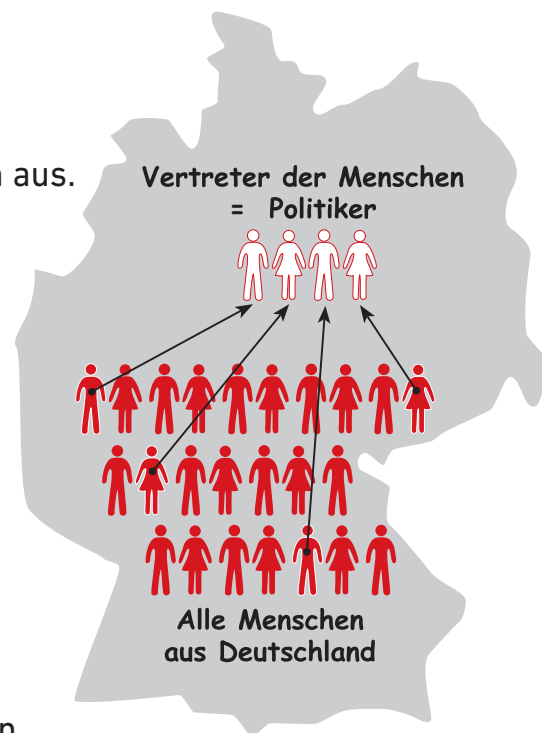 aus.
Vertreter der Menschen
= Politiker
Alle Menschen
aus Deutschland